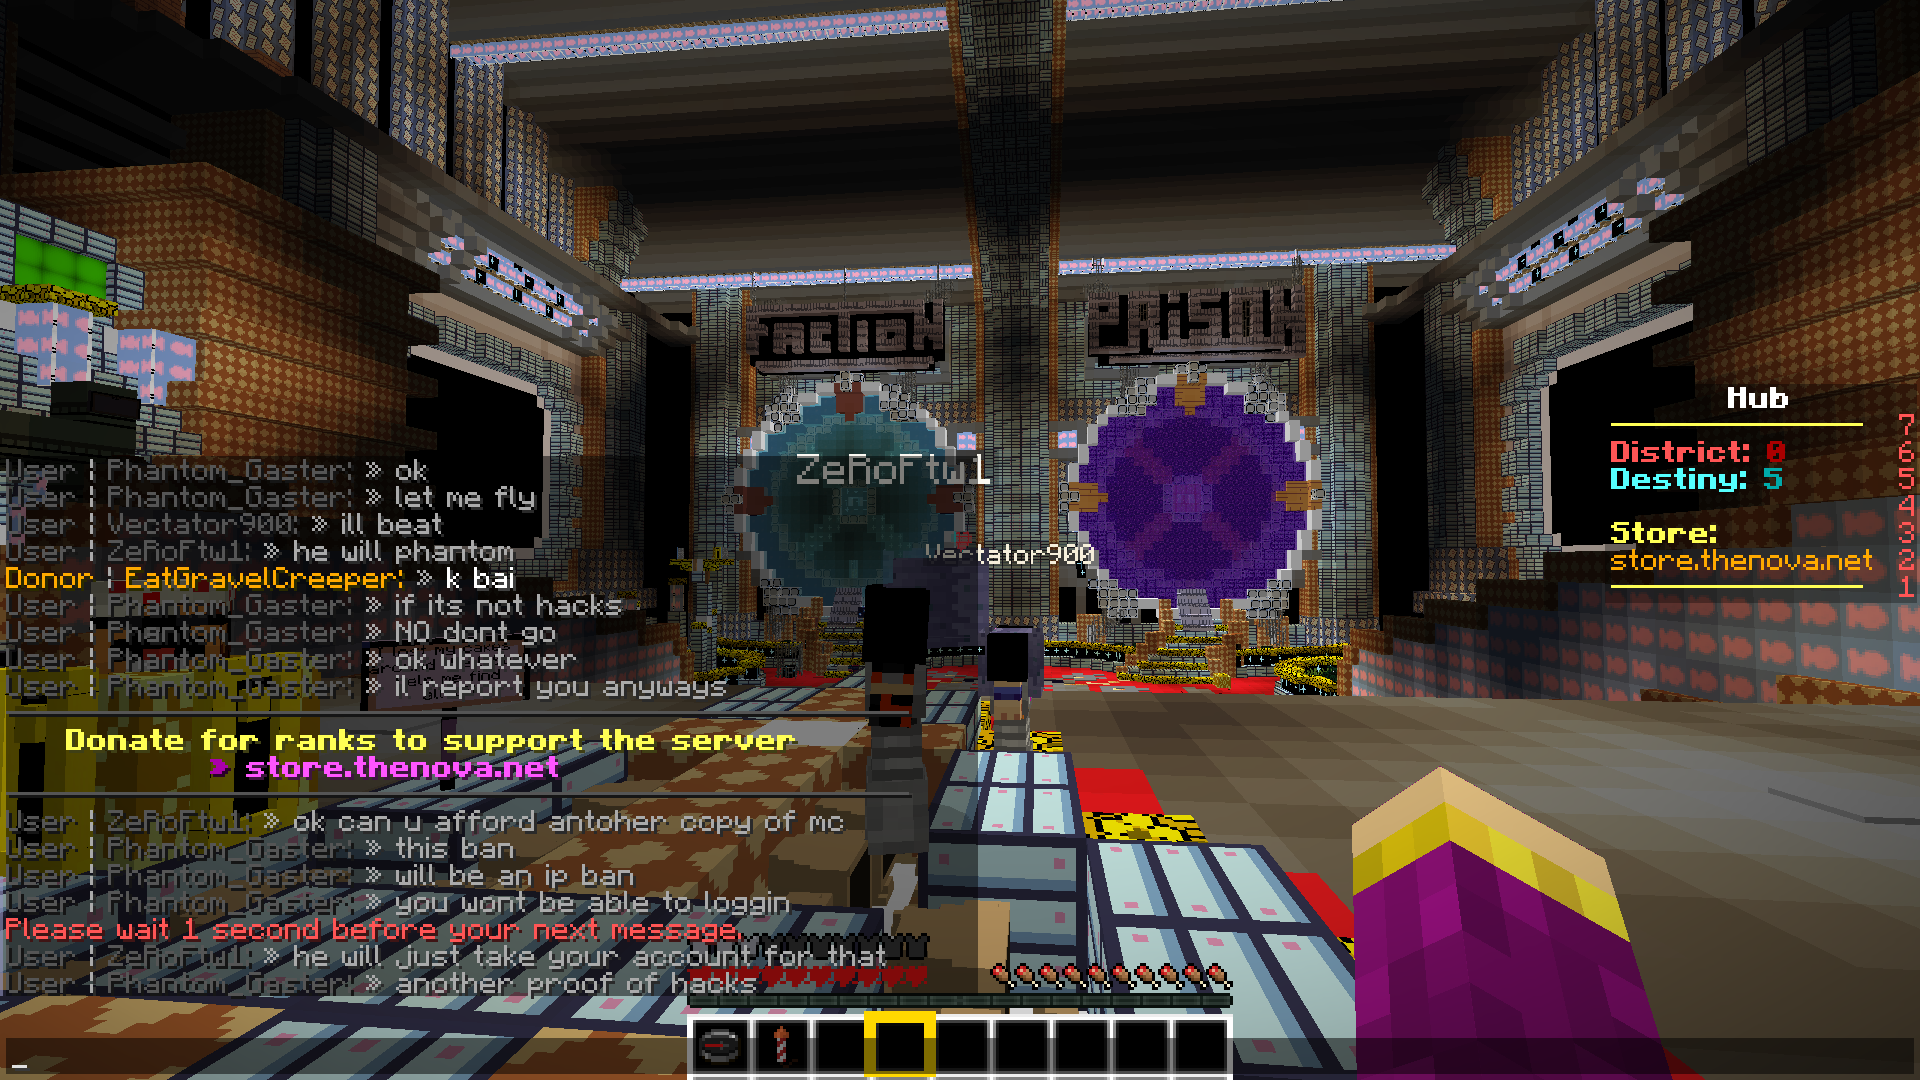 FACTION
ZeRoFtw1
Vectator900
Hub
7
District: 0
6
Destiny: 5
5
4
Store:
3
store.thenova.net
2
1
User | Phantom_Gaster: » ok
User | Phantom_Gaster: » let me fly
User | Vectator900: » ill beat
User | ZeRoFtw1: » he will phantom
Donor | EatGravelCreeper: » k bai
User | Phantom_Gaster: » if its not hacks
User | Phantom_Gaster: » NO dont go
User | Phantom_Gaster: » ok whatever
User | Phantom_Gaster: » il report you anyways
Donate for ranks to support the server
» store.thenova.net
User | ZeRoFtw1: » ok can u afford antoher copy of mc
User | Phantom_Gaster: » this ban
User | Phantom_Gaster: » will be an ip ban
User | Phantom_Gaster: » you wont be able to loggin
Please wait 1 second before your next message.
User | ZeRoFtw1: » he will just take your account for that
User | Phantom_Gaster: » another proof of hacks
_